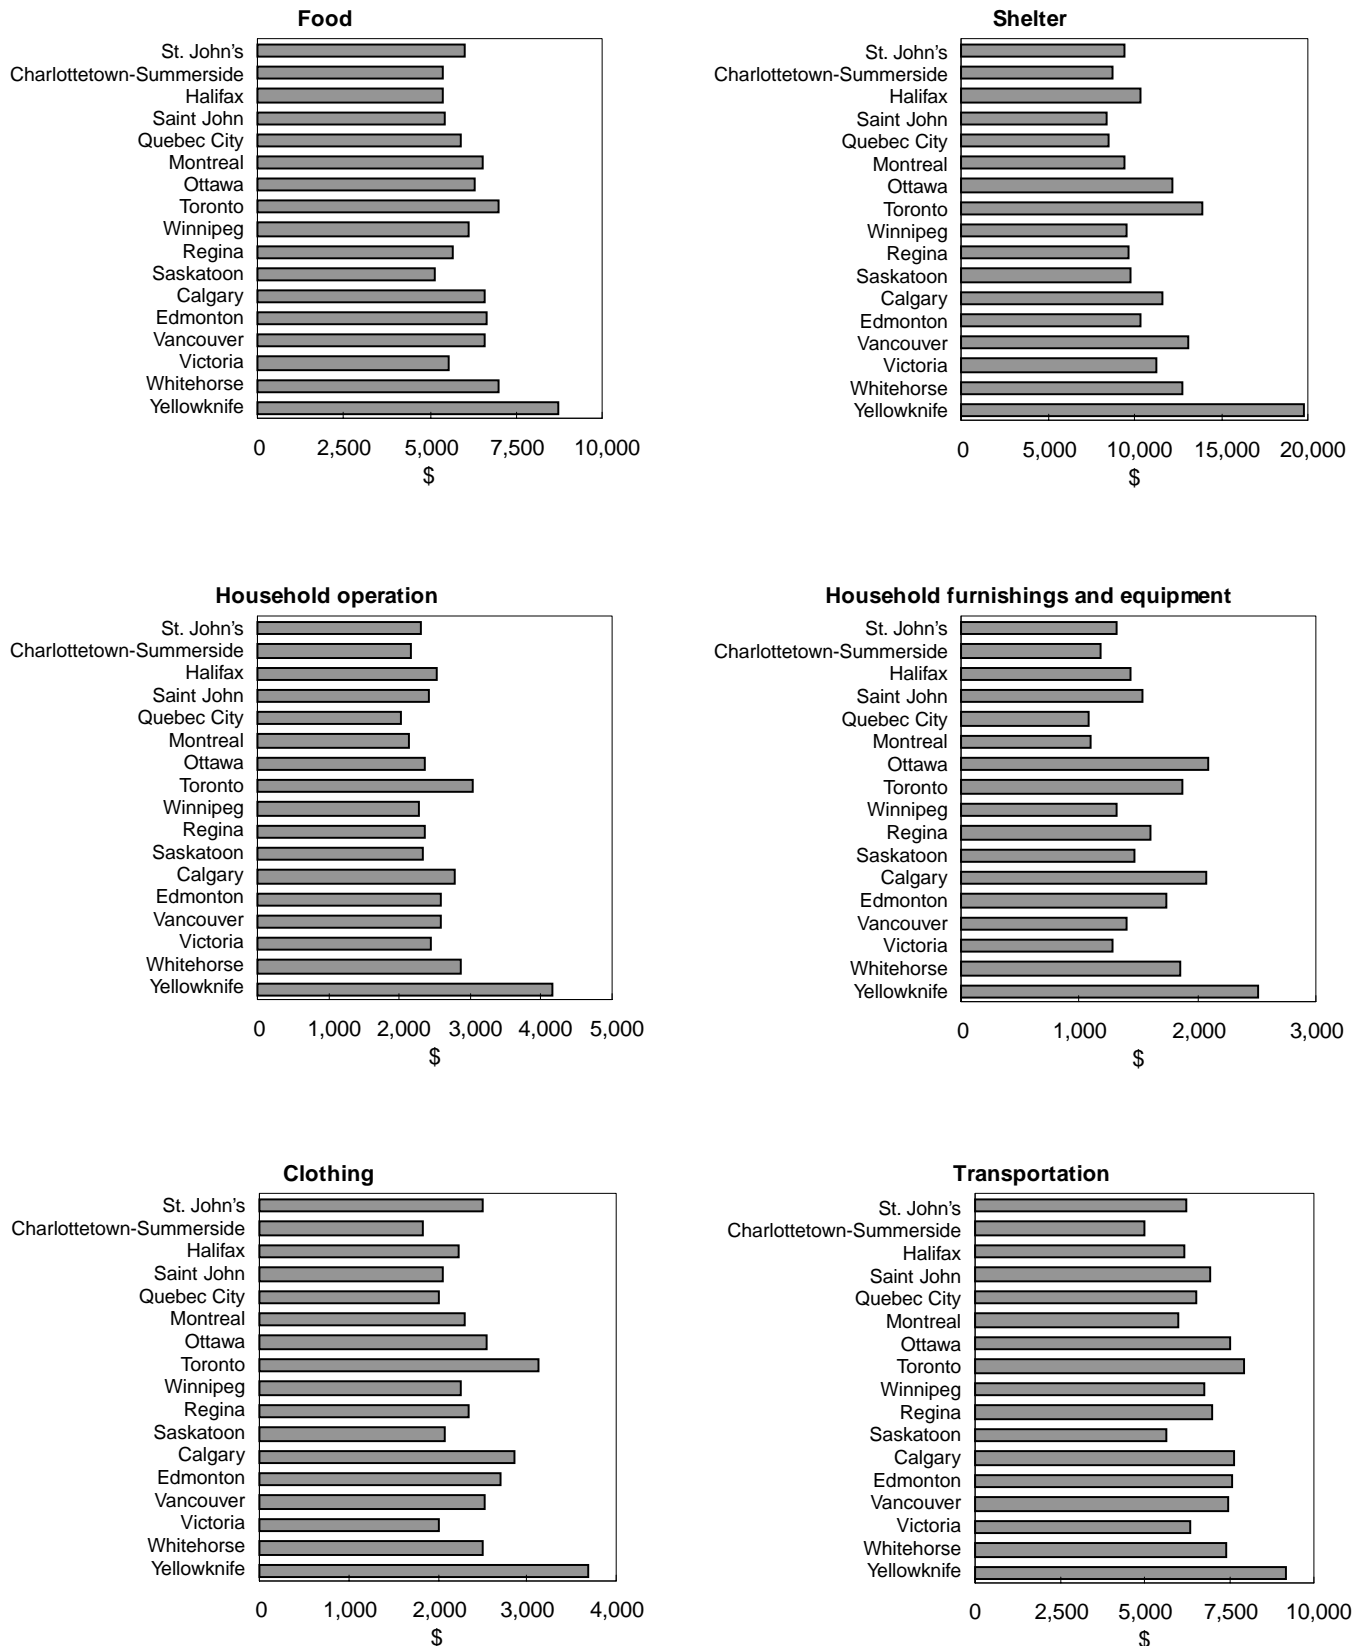 Food
St. John’s
Charlottetown-Summerside
Halifax
Saint John
Quebec City
Montreal
Ottawa
Toronto
Winnipeg
Regina
Saskatoon
Calgary
Edmonton
Vancouver
Victoria
Whitehorse
Yellowknife
0 2,500 5,000 7,500 10,000
$
Shelter
St. John’s
Charlottetown-Summerside
Halifax
Saint John
Quebec City
Montreal
Ottawa
Toronto
Winnipeg
Regina
Saskatoon
Calgary
Edmonton
Vancouver
Victoria
Whitehorse
Yellowknife
0 5,000 10,000 15,000 20,000
$
Household operation
St. John’s
Charlottetown-Summerside
Halifax
Saint John
Quebec City
Montreal
Ottawa
Toronto
Winnipeg
Regina
Saskatoon
Calgary
Edmonton
Vancouver
Victoria
Whitehorse
Yellowknife
0 1,000 2,000 3,000 4,000 5,000
$
Household furnishings and equipment
St. John’s
Charlottetown-Summerside
Halifax
Saint John
Quebec City
Montreal
Ottawa
Toronto
Winnipeg
Regina
Saskatoon
Calgary
Edmonton
Vancouver
Victoria
Whitehorse
Yellowknife
0 1,000 2,000 3,000
$
Clothing
St. John’s
Charlottetown-Summerside
Halifax
Saint John
Quebec City
Montreal
Ottawa
Toronto
Winnipeg
Regina
Saskatoon
Calgary
Edmonton
Vancouver
Victoria
Whitehorse
Yellowknife
0 1,000 2,000 3,000 4,000
$
Transportation
St. John’s
Charlottetown-Summerside
Halifax
Saint John
Quebec City
Montreal
Ottawa
Toronto
Winnipeg
Regina
Saskatoon
Calgary
Edmonton
Vancouver
Victoria
Whitehorse
Yellowknife
0 2,500 5,000 7,500 10,000
$